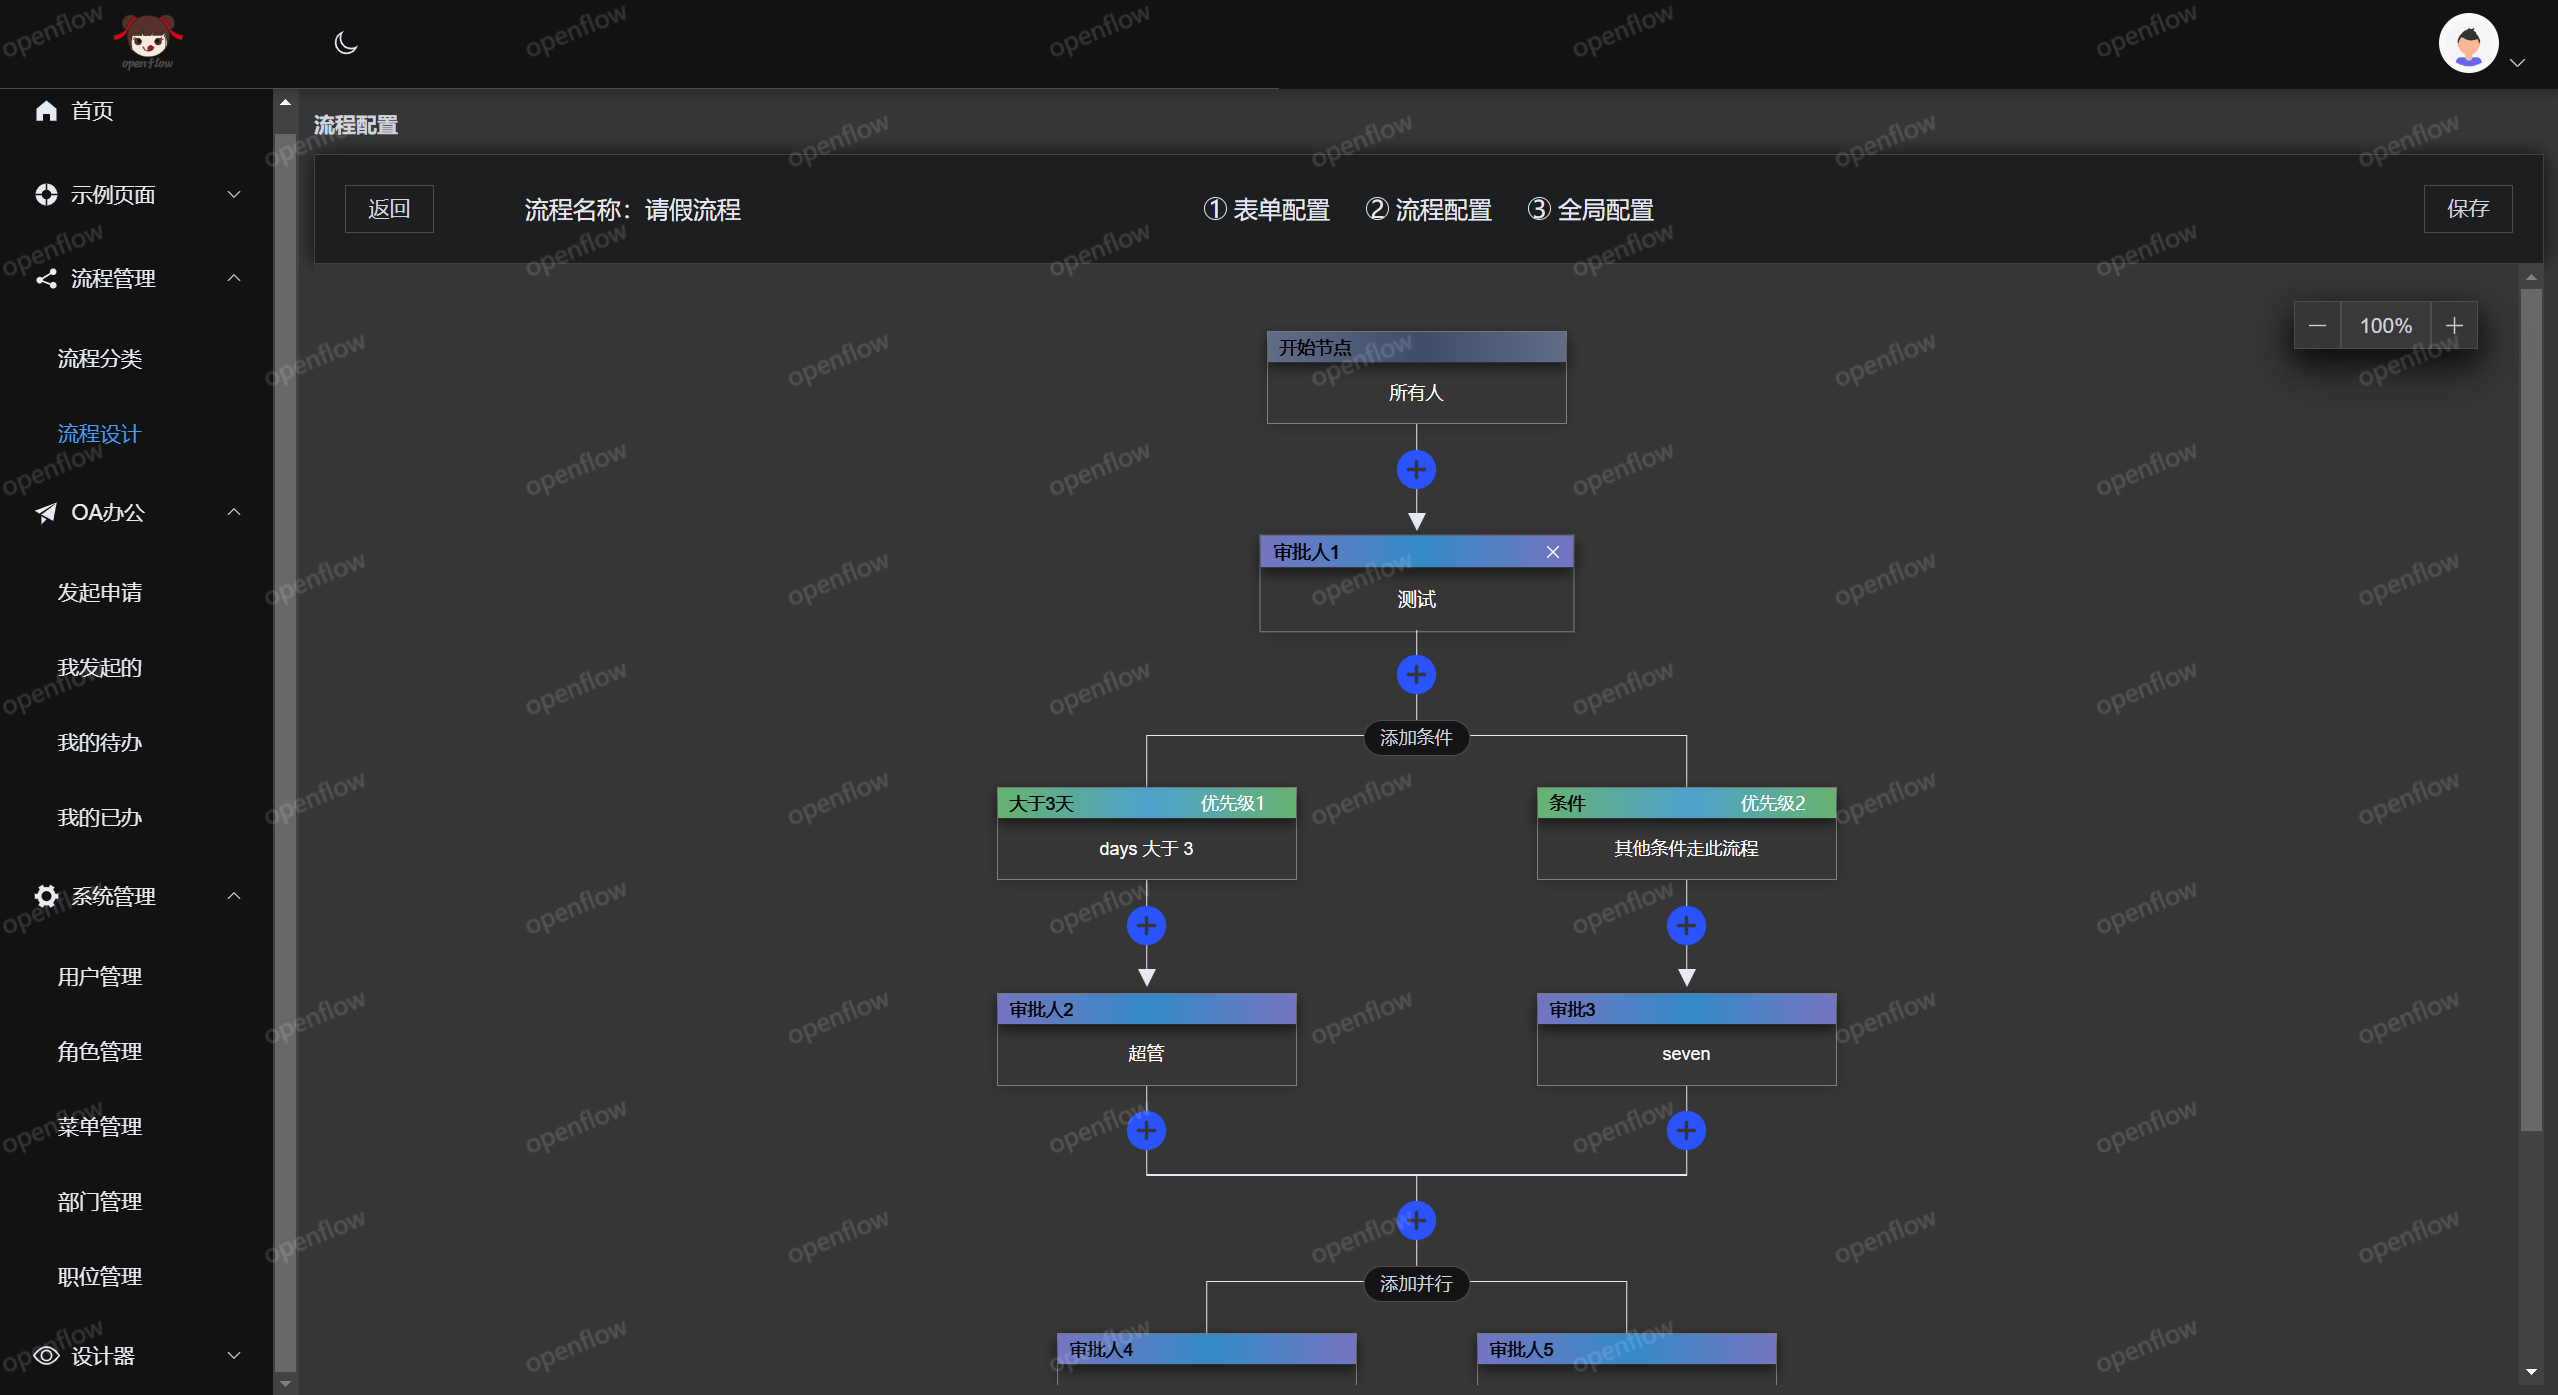 openflow
首页
示例页面
流程管理
流程分类
流程设计
OA办公
发起申请
我发起的
我的待办
我的已办
系统管理
用户管理
角色管理
菜单管理
部门管理
职位管理
设计器
流程配置
返回
流程名称：请假流程
① 表单配置
② 流程配置
③ 全局配置
保存
100%
开始节点
所有人
审批人1
测试
添加条件
大于3天 优先级1
days 大于 3
条件 优先级2
其他条件走此流程
审批人2
超管
审批3
seven
添加并行
审批人4
审批人5